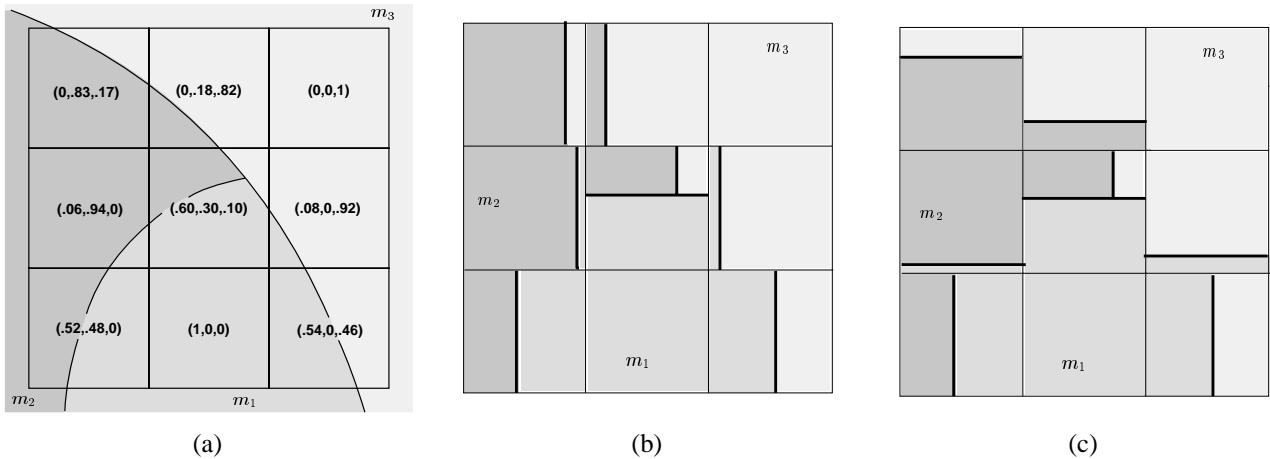 m3
(0,.83,.17) (0,.18,.82) (0,0,1)
(.06,.94,0) (.60,.30,.10) (.08,0,.92)
(.52,.48,0) (1,0,0) (.54,0,.46)
m2 m1
(a)
m3
m2
m1
(b)
m3
m2
m1
(c)